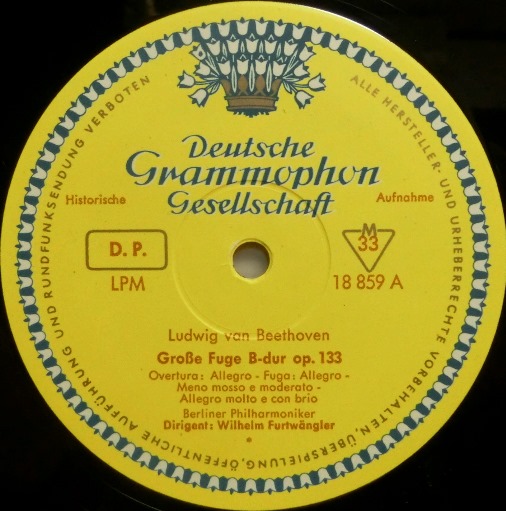 ALLE HERSTELLER- UND URHEBERRECHTE VORBEHALTEN, ÜBERSPIELUNG, ÖFFENTLICHE AUFFÜHRUNG UND RUNDFUNKSENDUNG VERBOTEN
Deutsche
Grammophon
Gesellschaft
Historische Aufnahme
D. P.
LPM
M
33
18 859 A
Ludwig van Beethoven
Große Fuge B-dur op. 133
Overtura: Allegro - Fuga: Allegro -
Meno mosso e moderato -
Allegro molto e con brio
Berliner Philharmoniker
Dirigent: Wilhelm Furtwängler